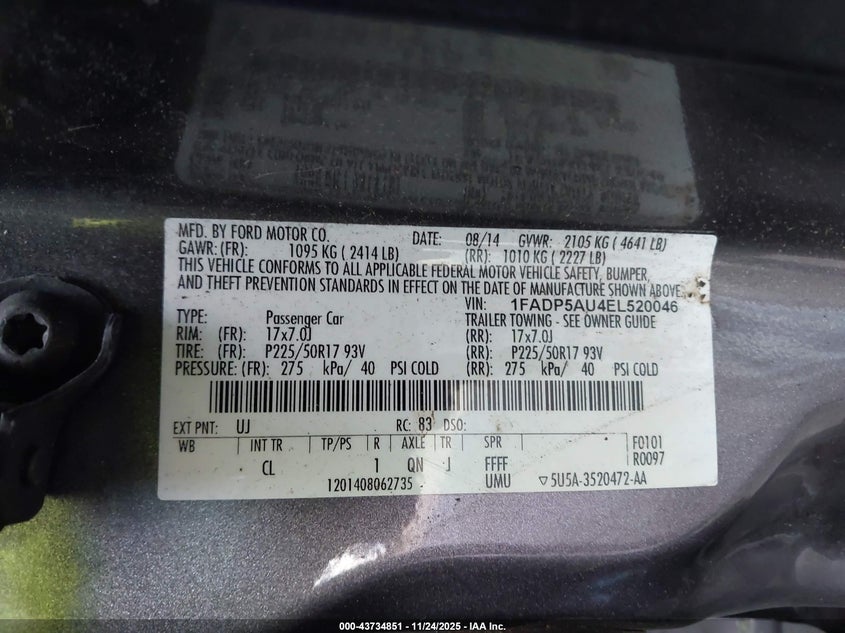 MFD. BY FORD MOTOR CO. DATE: 08/14 GVWR: 2105 KG ( 4641 LB)
GAWR: (FR): 1095 KG ( 2414 LB) (RR): 1010 KG ( 2227 LB)
THIS VEHICLE CONFORMS TO ALL APPLICABLE FEDERAL MOTOR VEHICLE SAFETY, BUMPER,
AND THEFT PREVENTION STANDARDS IN EFFECT ON THE DATE OF MANUFACTURE SHOWN ABOVE.
VIN: 1FADP5AU4EL520046
TYPE: Passenger Car TRAILER TOWING - SEE OWNER GUIDE
RIM: (FR) 17x7.0J (RR): 17x7.0J
TIRE: (FR) P225/50R17 93V (RR): P225/50R17 93V
PRESSURE: (FR) 275 kPa/ 40 PSI COLD (RR): 275 kPa/ 40 PSI COLD
EXT PNT: UJ RC: 83 DSO:
WB INT TR TP/PS R AXLE TR SPR F0101
CL 1 QN J FFFF R0097
1201408062735 UMU ▽5U5A-3520472-AA
000-43734851 - 11/24/2025 - IAA Inc.